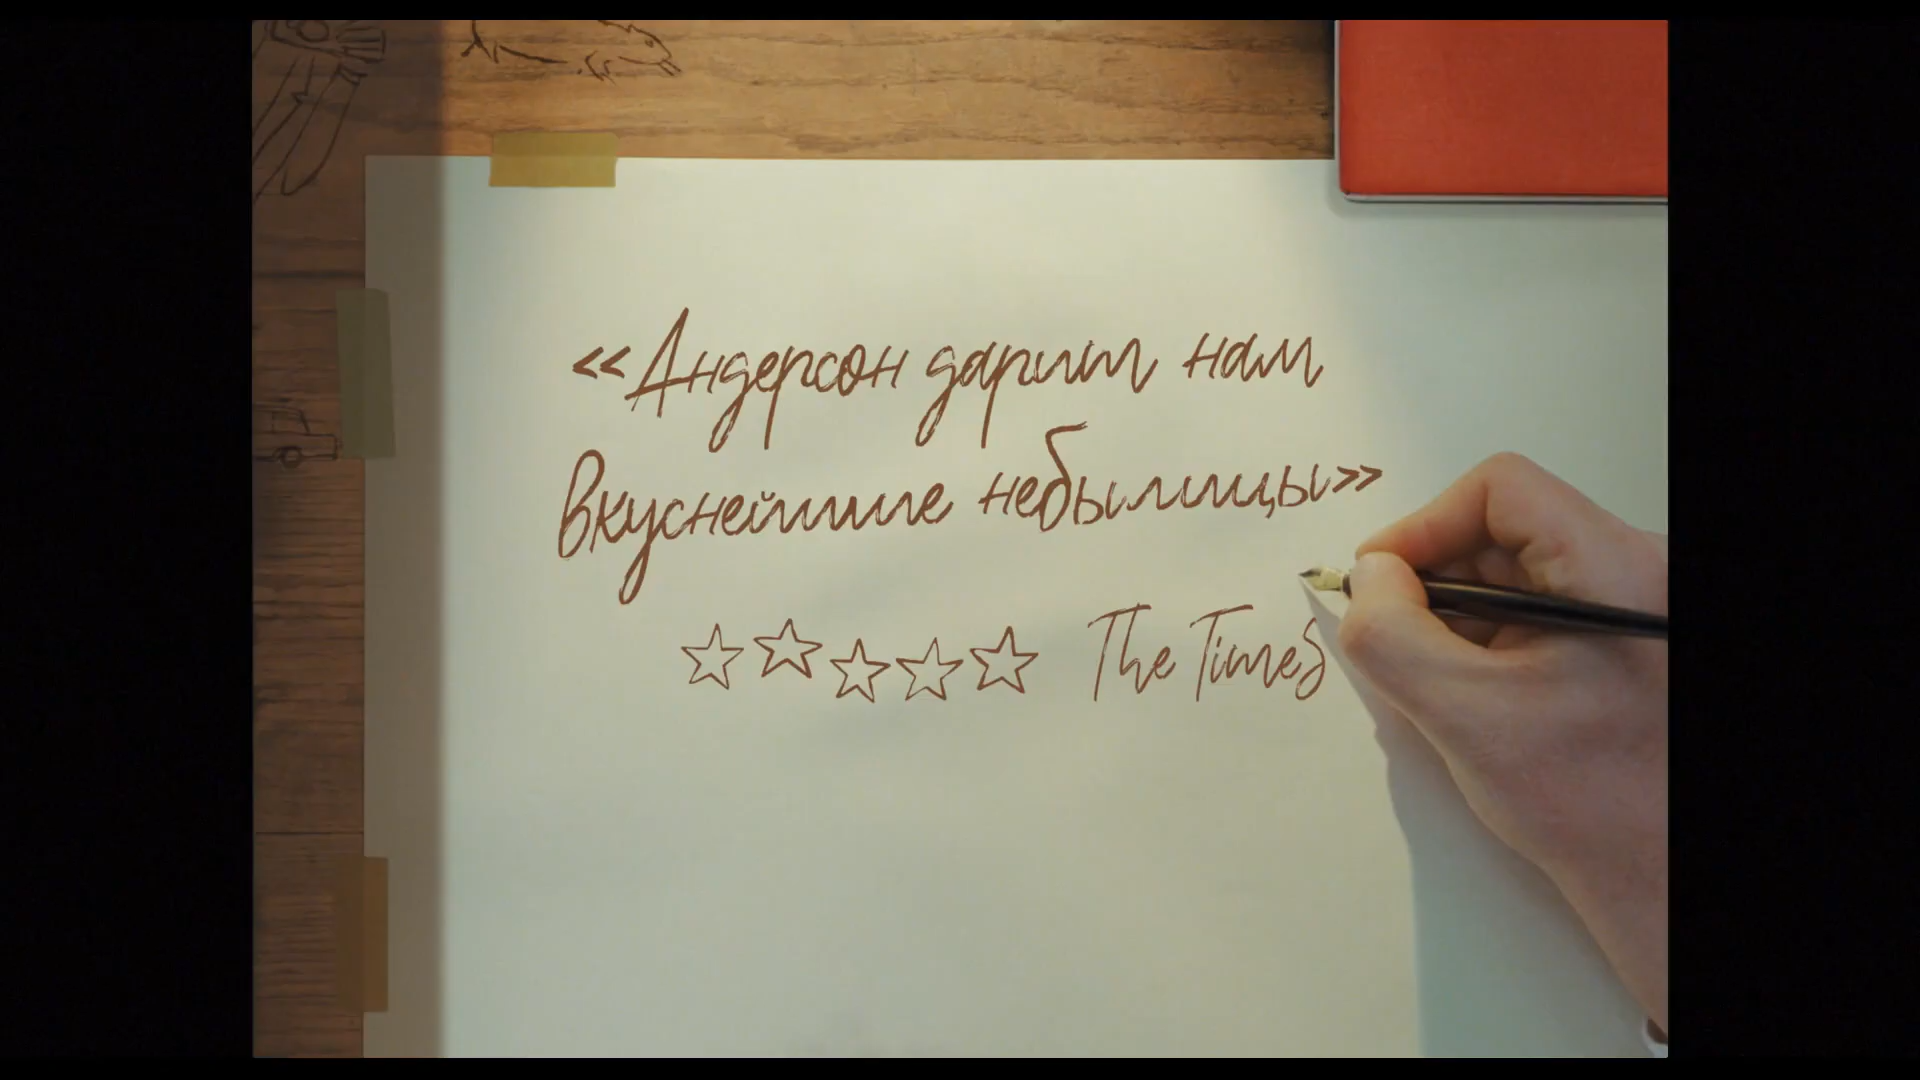 «Андерсон дарит нам
вкуснейшие небылицы»
☆☆☆☆☆ The Times